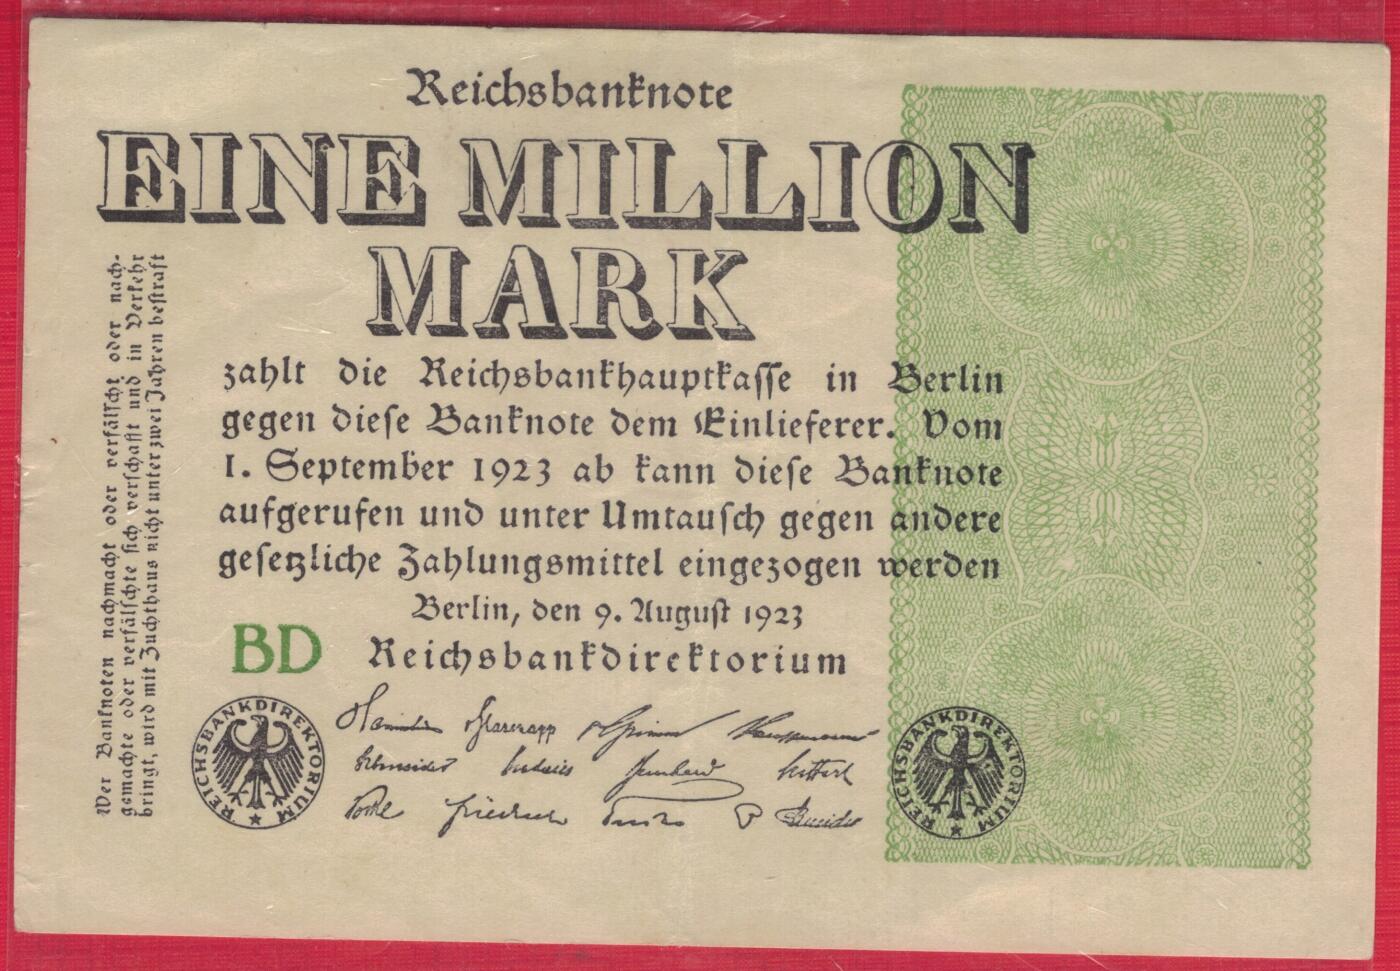 Reichsbanknote
EINE MILLION
MARK
zahlt die Reichsbankhauptkasse in Berlin
gegen diese Banknote dem Einlieferer. Vom
1. September 1923 ab kann diese Banknote
aufgerufen und unter Umtausch gegen andere
gesetzliche Zahlungsmittel eingezogen werden
Berlin, den 9. August 1923
BD
Reichsbankdirektorium
Wer Banknoten nachmacht oder verfälscht oder nach-
gemachte oder verfälschte sich verschafft und in Verkehr
bringt, wird mit Zuchthaus nicht unter zwei Jahren bestraft
REICHSBANKDIREKTORIUM
REICHSBANKDIREKTORIUM